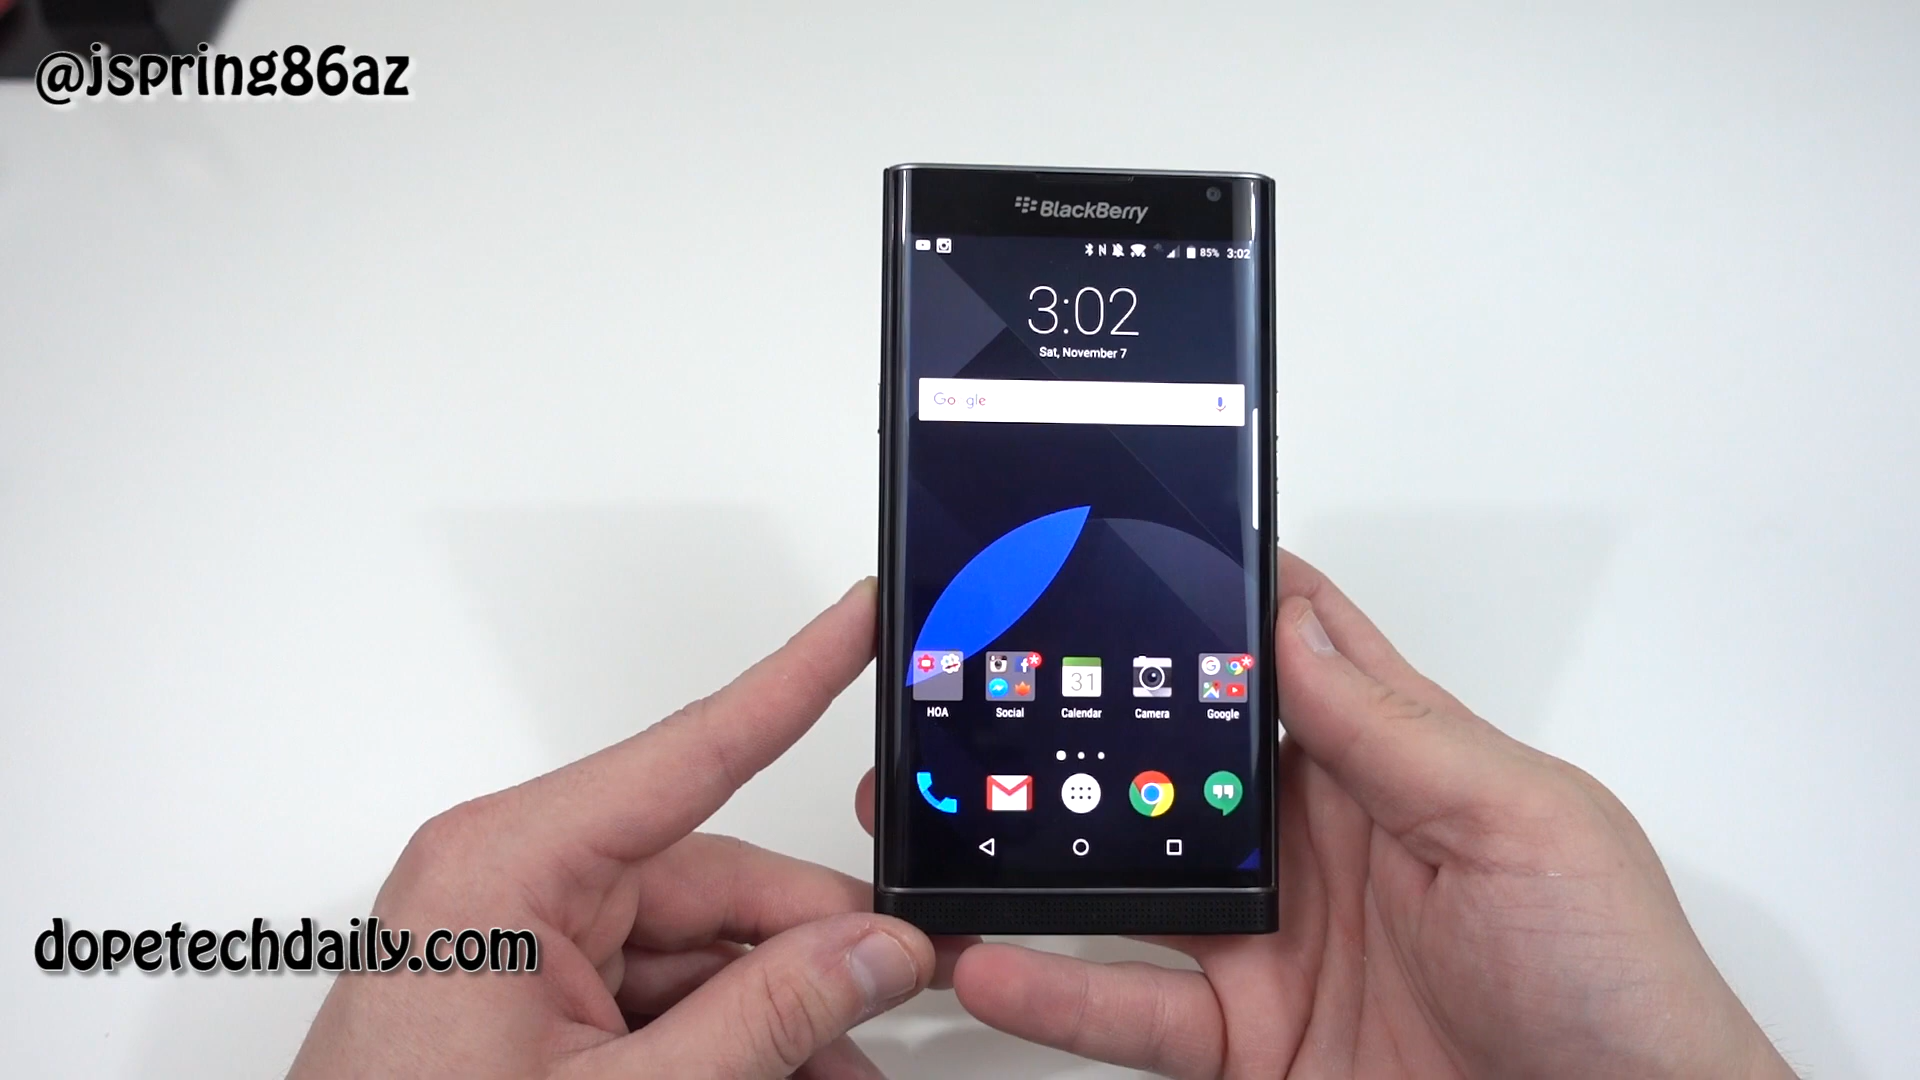 @jspring86az
BlackBerry
85% 3:02
3:02
Sat, November 7
Google
31
HOA
Social
Calendar
Camera
Google
dopetechdaily.com